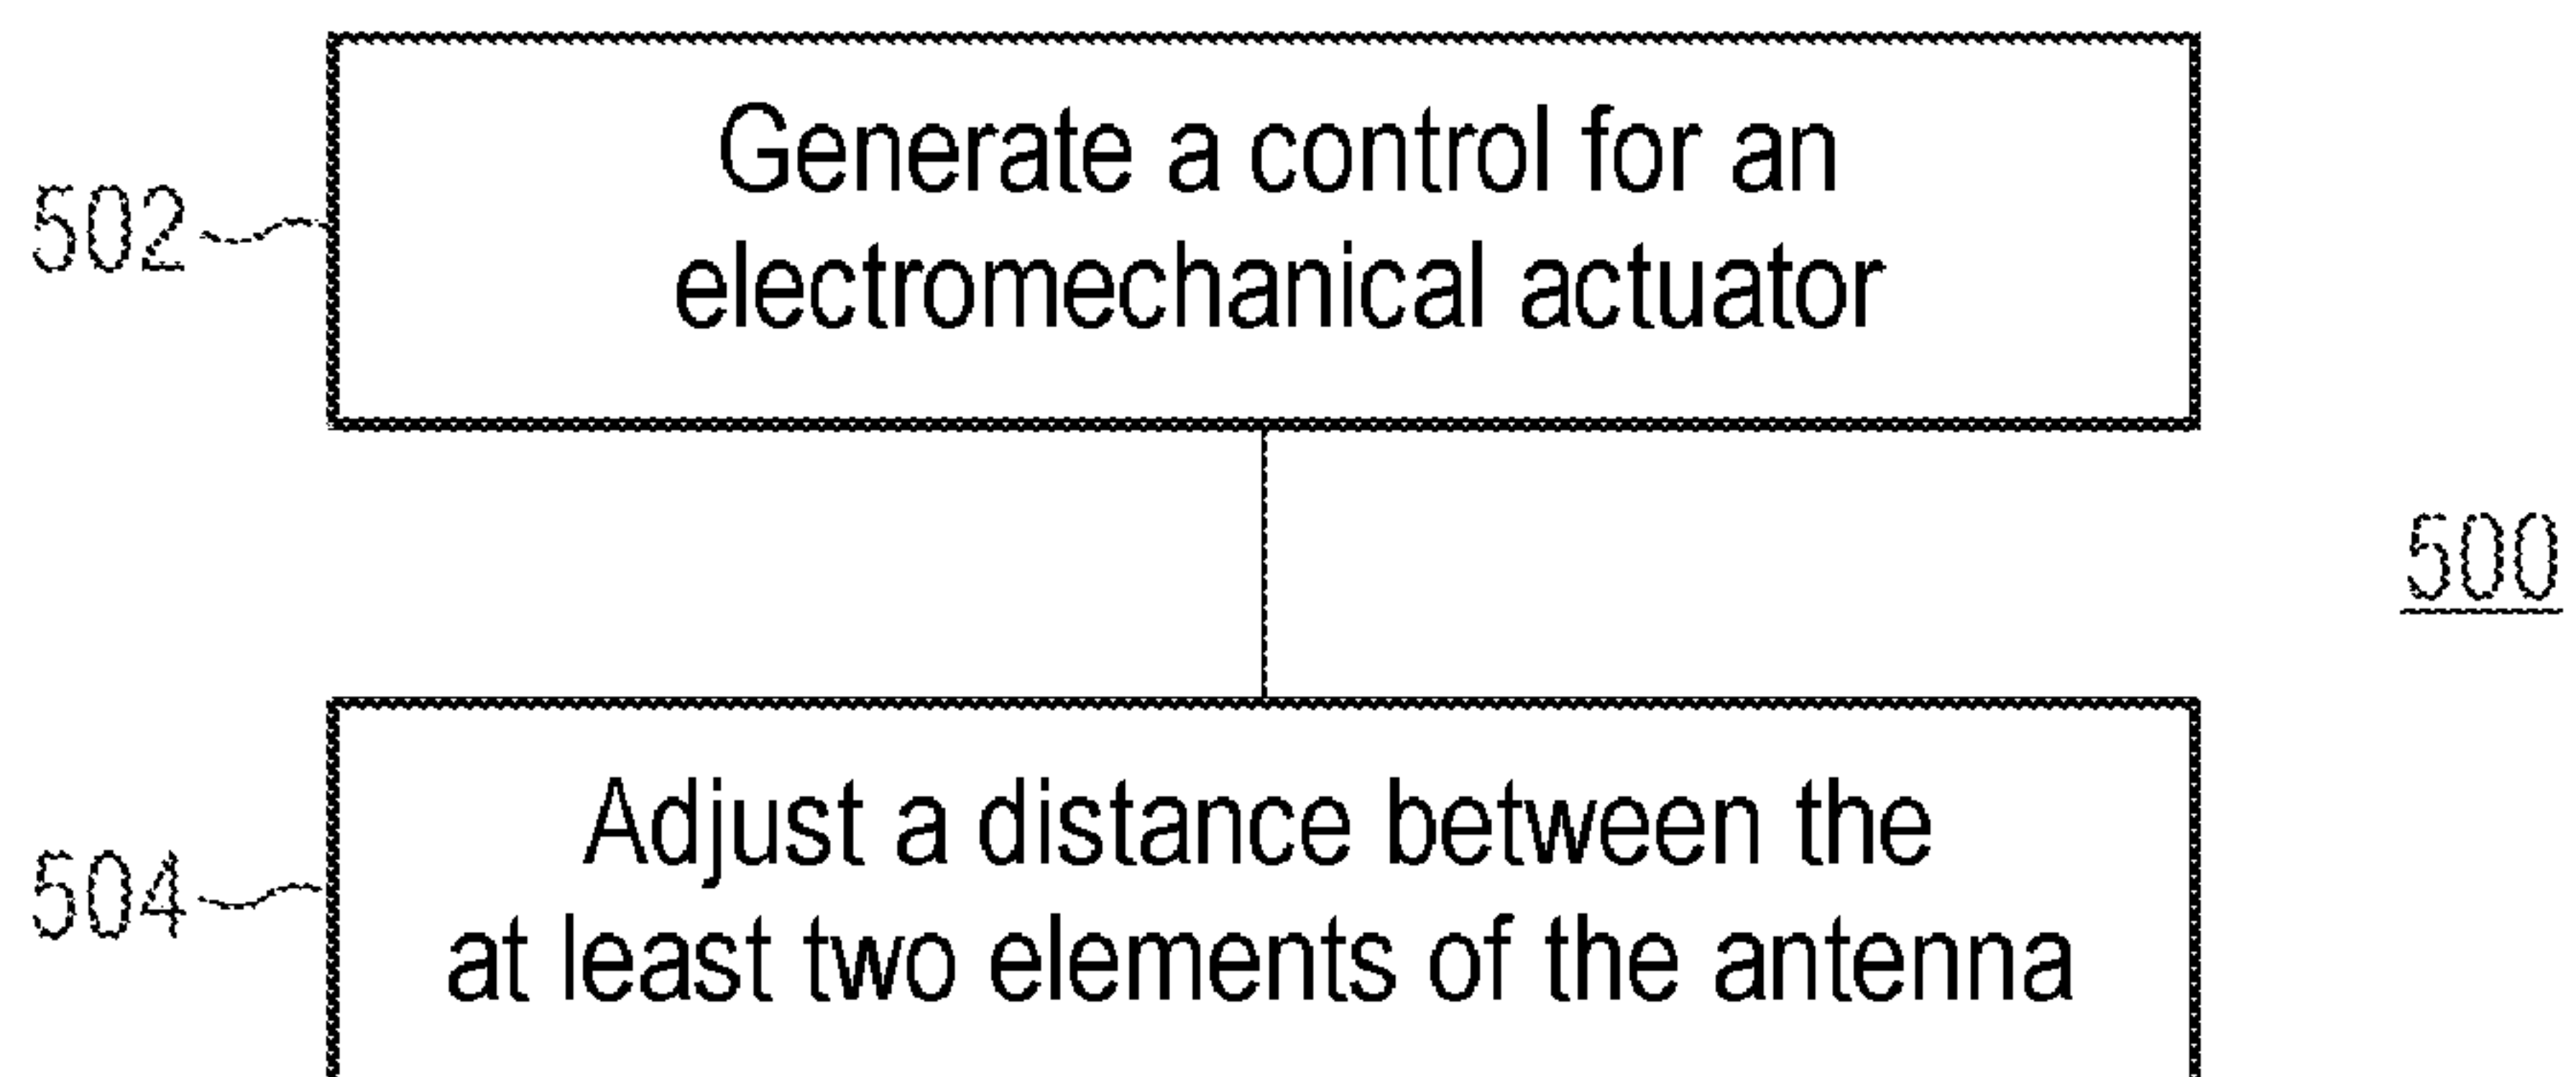 502
Generate a control for an
electromechanical actuator
500
504
Adjust a distance between the
at least two elements of the antenna